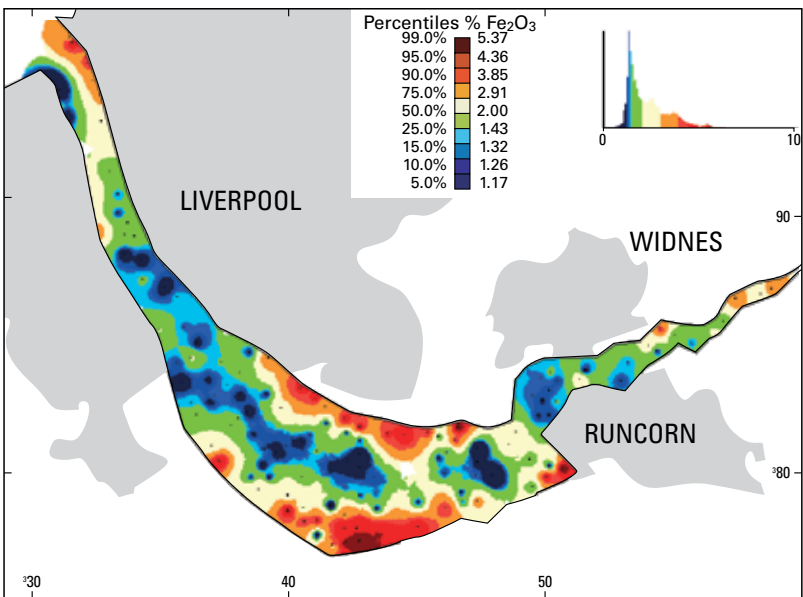 40
50
Percentiles % Fe₂O₃
99.0% 5.37
95.0% 4.36
90.0% 3.85
75.0% 2.91
50.0% 2.00
25.0% 1.43
15.0% 1.32
10.0% 1.26
5.0% 1.17
0 10
LIVERPOOL
90
WIDNES
RUNCORN
³80
³30 40 50